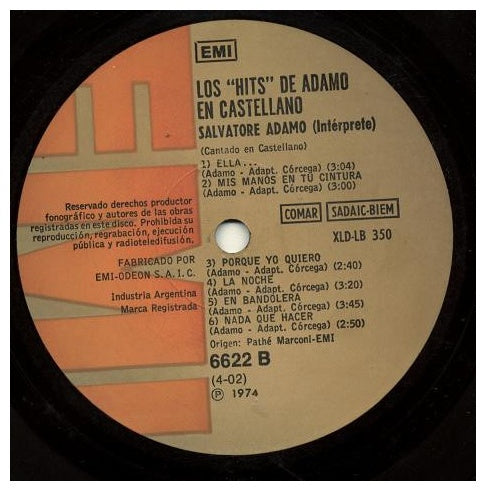 EMI
LOS "HITS" DE ADAMO
EN CASTELLANO
SALVATORE ADAMO (Intérprete)
(Cantado en Castellano)
1) ELLA...
(Adamo - Adapt. Córcega) (3:04)
2) MIS MANOS EN TU CINTURA
(Adamo - Adapt. Córcega) (3:00)
COMAR SADAIC-BIEM
XLD-LB 350
Reservado derechos productor
fonográfico y autores de las obras
registradas en este disco. Prohibida su
reproducción, regrabación, ejecución
pública y radioteledifusión.
FABRICADO POR
EMI-ODEON S.A.I.C.
Industria Argentina
Marca Registrada
3) PORQUE YO QUIERO
(Adamo - Adapt. Córcega) (2:40)
4) LA NOCHE
(Adamo - Adapt. Córcega) (3:20)
5) EN BANDOLERA
(Adamo - Adapt. Córcega) (3:45)
6) NADA QUE HACER
(Adamo - Adapt. Córcega) (2:50)
Origen: Pathé Marconi-EMI
6622 B
(4-02)
Ⓟ 1974